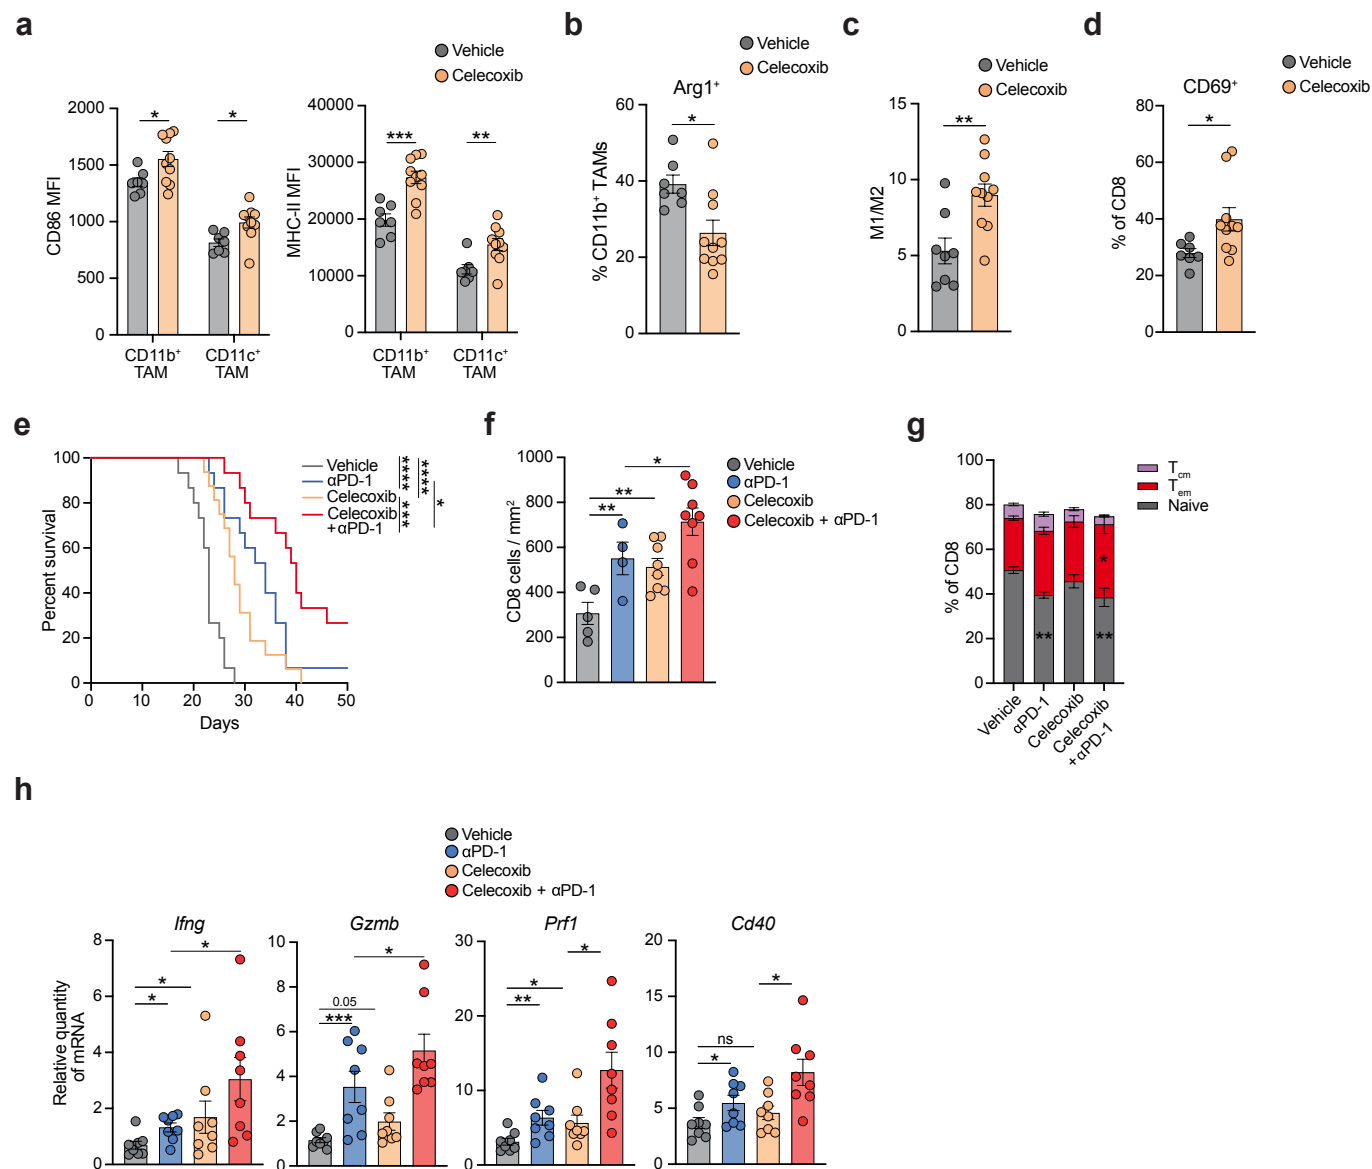 a
Vehicle
Celecoxib
CD86 MFI
2000
1500
1000
500
0
*
*
CD11b+
TAM
CD11c+
TAM
MHC-II MFI
40000
30000
20000
10000
0
***
**
CD11b+
TAM
CD11c+
TAM
b
Vehicle
Celecoxib
Arg1+
% CD11b+ TAMs
60
40
20
0
*
c
Vehicle
Celecoxib
M1/M2
15
10
5
0
**
d
Vehicle
Celecoxib
CD69+
% of CD8
80
60
40
20
0
*
e
Percent survival
100
80
60
40
20
0
0
10
20
30
40
50
Days
Vehicle
αPD-1
Celecoxib
Celecoxib
+αPD-1
****
****
***
*
f
Vehicle
αPD-1
Celecoxib
Celecoxib + αPD-1
CD8 cells / mm2
1000
800
600
400
200
0
**
**
*
g
Tcm
Tem
Naive
% of CD8
100
80
60
40
20
0
**
*
**
Vehicle
αPD-1
Celecoxib
Celecoxib
+αPD-1
h
Vehicle
αPD-1
Celecoxib
Celecoxib + αPD-1
Relative quantity
of mRNA
Ifng
8
6
4
2
0
*
*
*
Gzmb
10
8
6
4
2
0
*
0.05
***
Prf1
30
20
10
0
*
*
**
Cd40
20
15
10
5
0
*
ns
*